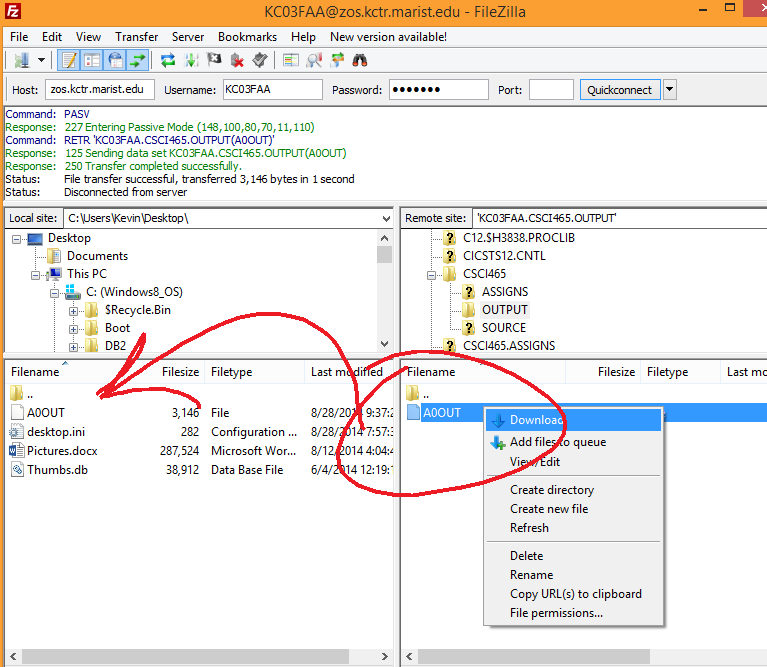 KC03FAA@zos.kctr.marist.edu - FileZilla
File Edit View Transfer Server Bookmarks Help New version available!
Host: zos.kctr.marist.edu Username: KC03FAA Password: ●●●●●●● Port: Quickconnect
Command: PASV
Response: 227 Entering Passive Mode (148,100,80,70,11,110)
Command: RETR 'KC03FAA.CSCI465.OUTPUT(A0OUT)'
Response: 125 Sending data set KC03FAA.CSCI465.OUTPUT(A0OUT)
Response: 250 Transfer completed successfully.
Status: File transfer successful, transferred 3,146 bytes in 1 second
Status: Disconnected from server
Local site: C:\Users\Kevin\Desktop\
Desktop
Documents
This PC
C: (Windows8_OS)
$Recycle.Bin
Boot
DB2
Filename Filesize Filetype Last modified
..
A0OUT 3,146 File 8/28/2014 9:37:2
desktop.ini 282 Configuration ... 8/28/2014 7:57:3
Pictures.docx 287,524 Microsoft Wor... 8/12/2014 4:04:4
Thumbs.db 38,912 Data Base File 6/4/2014 12:19:1
Remote site: 'KC03FAA.CSCI465.OUTPUT'
C12.$H3838.PROCLIB
CICSTS12.CNTL
CSCI465
ASSIGNS
OUTPUT
SOURCE
CSCI465.ASSIGNS
Filename Filesize Filetype Last mo
..
A0OUT
Download
Add files to queue
View/Edit
Create directory
Create new file
Refresh
Delete
Rename
Copy URL(s) to clipboard
File permissions...